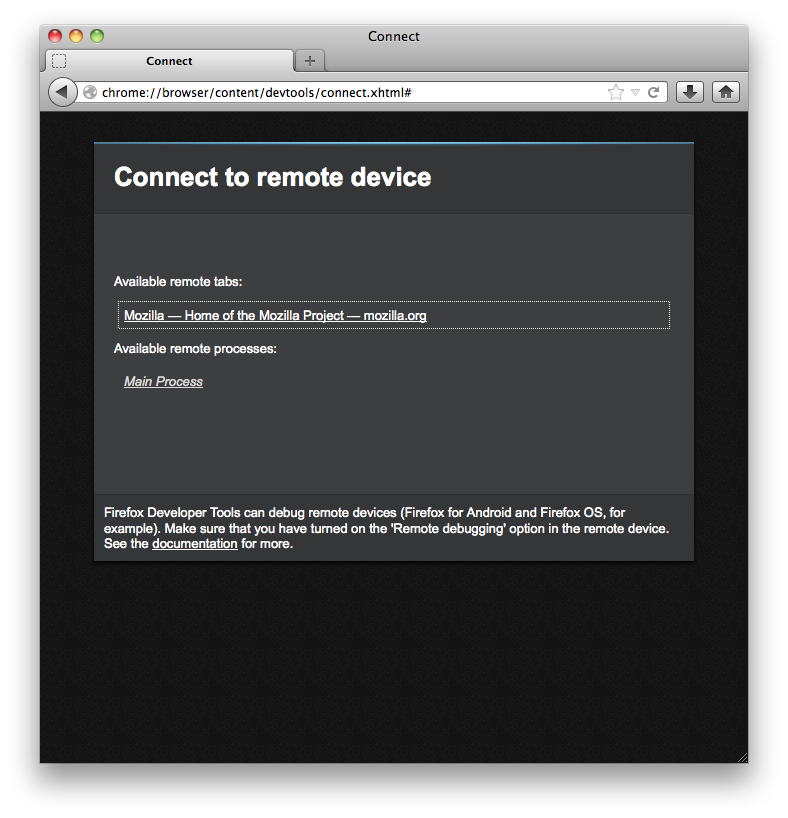 Connect
Connect
chrome://browser/content/devtools/connect.xhtml#
Connect to remote device
Available remote tabs:
Mozilla — Home of the Mozilla Project — mozilla.org
Available remote processes:
Main Process
Firefox Developer Tools can debug remote devices (Firefox for Android and Firefox OS, for
example). Make sure that you have turned on the 'Remote debugging' option in the remote device.
See the documentation for more.